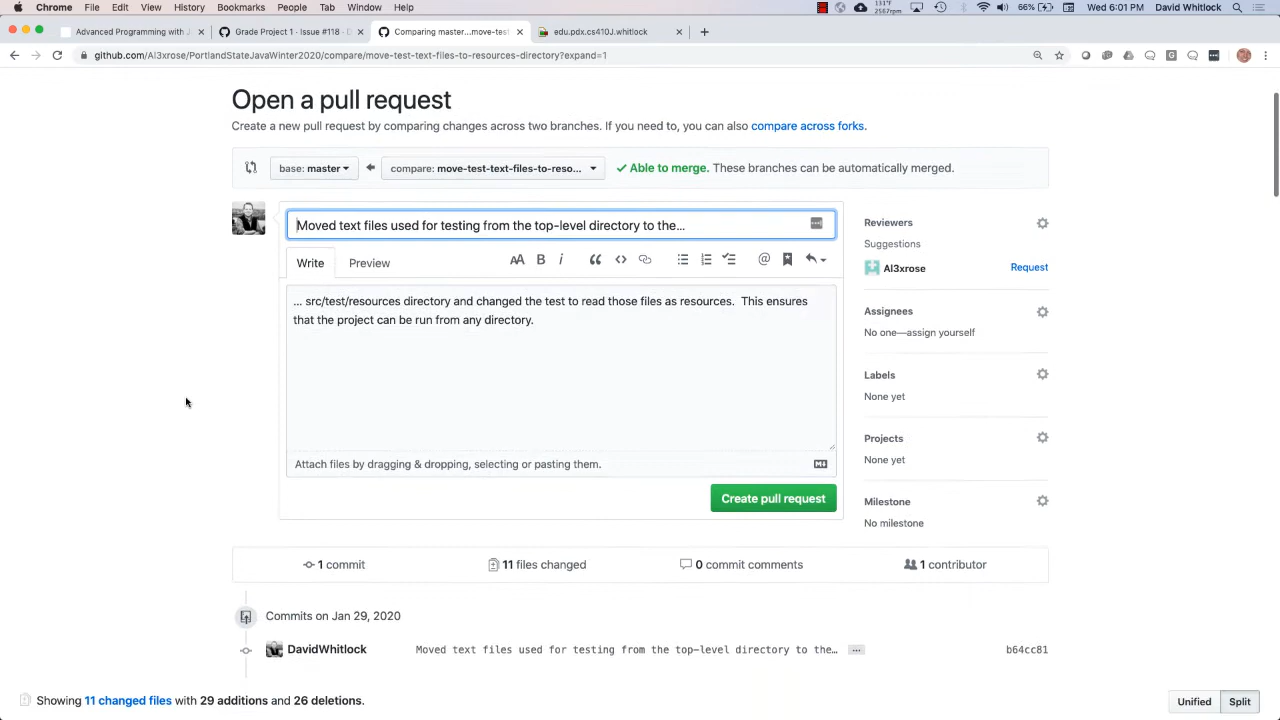 Chrome File Edit View History Bookmarks People Tab Window Help 131°F 2567rpm 66% Wed 6:01 PM David Whitlock
Advanced Programming with J Grade Project 1 · Issue #118 · D Comparing master...move-test edu.pdx.cs410J.whitlock
github.com/Al3xrose/PortlandStateJavaWinter2020/compare/move-test-text-files-to-resources-directory?expand=1
Open a pull request
Create a new pull request by comparing changes across two branches. If you need to, you can also compare across forks.
base: master compare: move-test-text-files-to-reso... Able to merge. These branches can be automatically merged.
Moved text files used for testing from the top-level directory to the...
Write Preview
... src/test/resources directory and changed the test to read those files as resources. This ensures
that the project can be run from any directory.
Attach files by dragging & dropping, selecting or pasting them.
Create pull request
Reviewers
Suggestions
Al3xrose Request
Assignees
No one—assign yourself
Labels
None yet
Projects
None yet
Milestone
No milestone
1 commit 11 files changed 0 commit comments 1 contributor
Commits on Jan 29, 2020
DavidWhitlock Moved text files used for testing from the top-level directory to the… ... b64cc81
Showing 11 changed files with 29 additions and 26 deletions. Unified Split